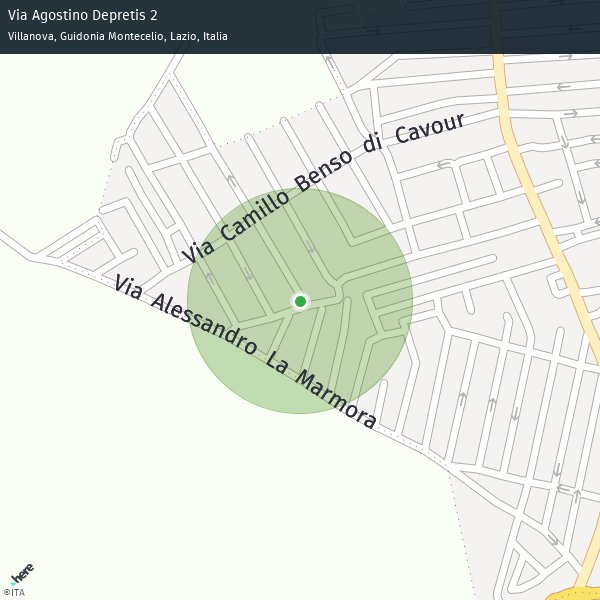 Via Agostino Depretis 2
Villanova, Guidonia Montecelio, Lazio, Italia
Via Camillo Benso di Cavour
Via Alessandro La Marmora
here
©ITA